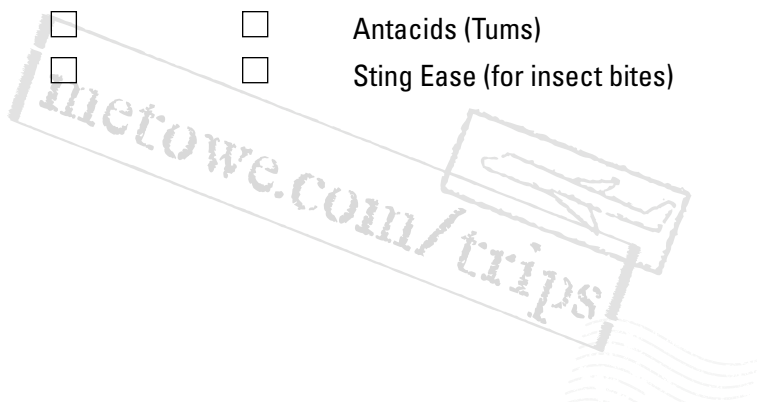 Antacids (Tums)
Sting Ease (for insect bites)
metowe.com/trips